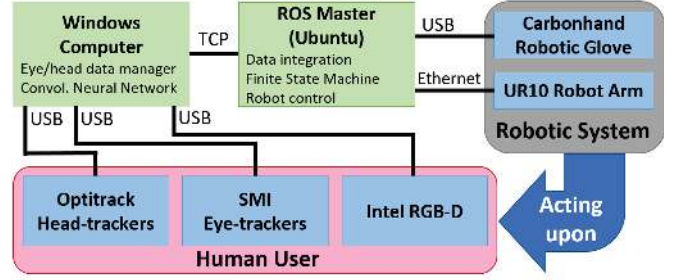 Windows
Computer
Eye/head data manager
Convol. Neural Network
TCP
ROS Master
(Ubuntu)
Data integration
Finite State Machine
Robot control
USB
Ethernet
Carbonhand
Robotic Glove
UR10 Robot Arm
Robotic System
USB
USB
USB
Optitrack
Head-trackers
SMI
Eye-trackers
Intel RGB-D
Human User
Acting
upon